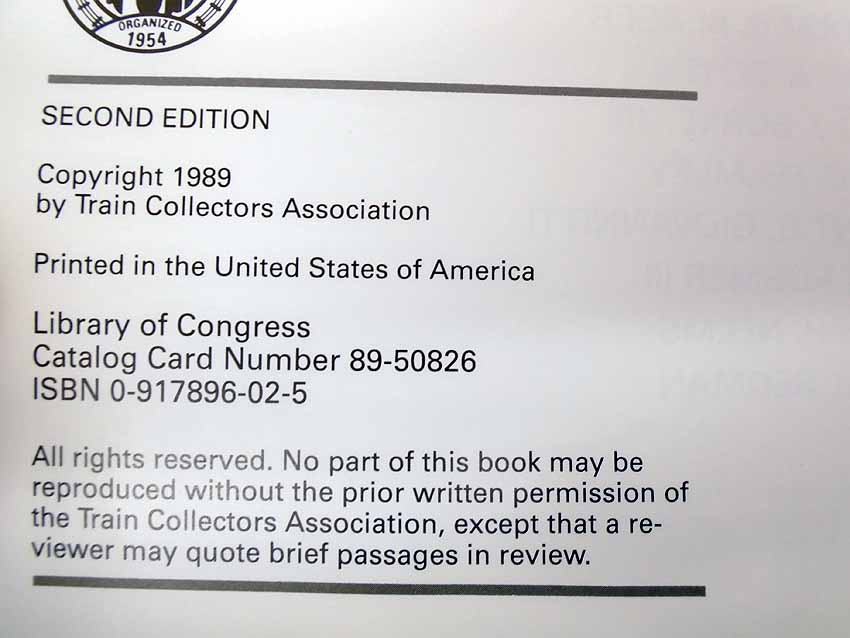 ORGANIZED
1954
SECOND EDITION
Copyright 1989
by Train Collectors Association
Printed in the United States of America
Library of Congress
Catalog Card Number 89-50826
ISBN 0-917896-02-5
All rights reserved. No part of this book may be
reproduced without the prior written permission of
the Train Collectors Association, except that a re-
viewer may quote brief passages in review.